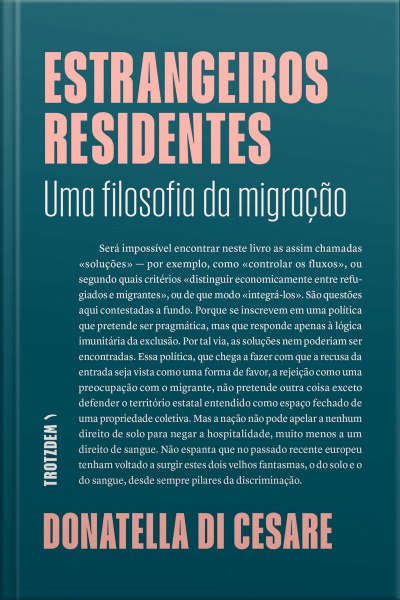 ESTRANGEIROS
RESIDENTES
Uma filosofia da migração
Será impossível encontrar neste livro as assim chamadas
«soluções» — por exemplo, como «controlar os fluxos», ou
segundo quais critérios «distinguir economicamente entre refu-
giados e migrantes», ou de que modo «integrá-los». São questões
aqui contestadas a fundo. Porque se inscrevem em uma política
que pretende ser pragmática, mas que responde apenas à lógica
imunitária da exclusão. Por tal via, as soluções nem poderiam ser
encontradas. Essa política, que chega a fazer com que a recusa da
entrada seja vista como uma forma de favor, a rejeição como uma
preocupação com o migrante, não pretende outra coisa exceto
defender o território estatal entendido como espaço fechado de
uma propriedade coletiva. Mas a nação não pode apelar a nenhum
direito de solo para negar a hospitalidade, muito menos a um
direito de sangue. Não espanta que no passado recente europeu
tenham voltado a surgir estes dois velhos fantasmas, o do solo e o
do sangue, desde sempre pilares da discriminação.
TROTZDEM
DONATELLA DI CESARE